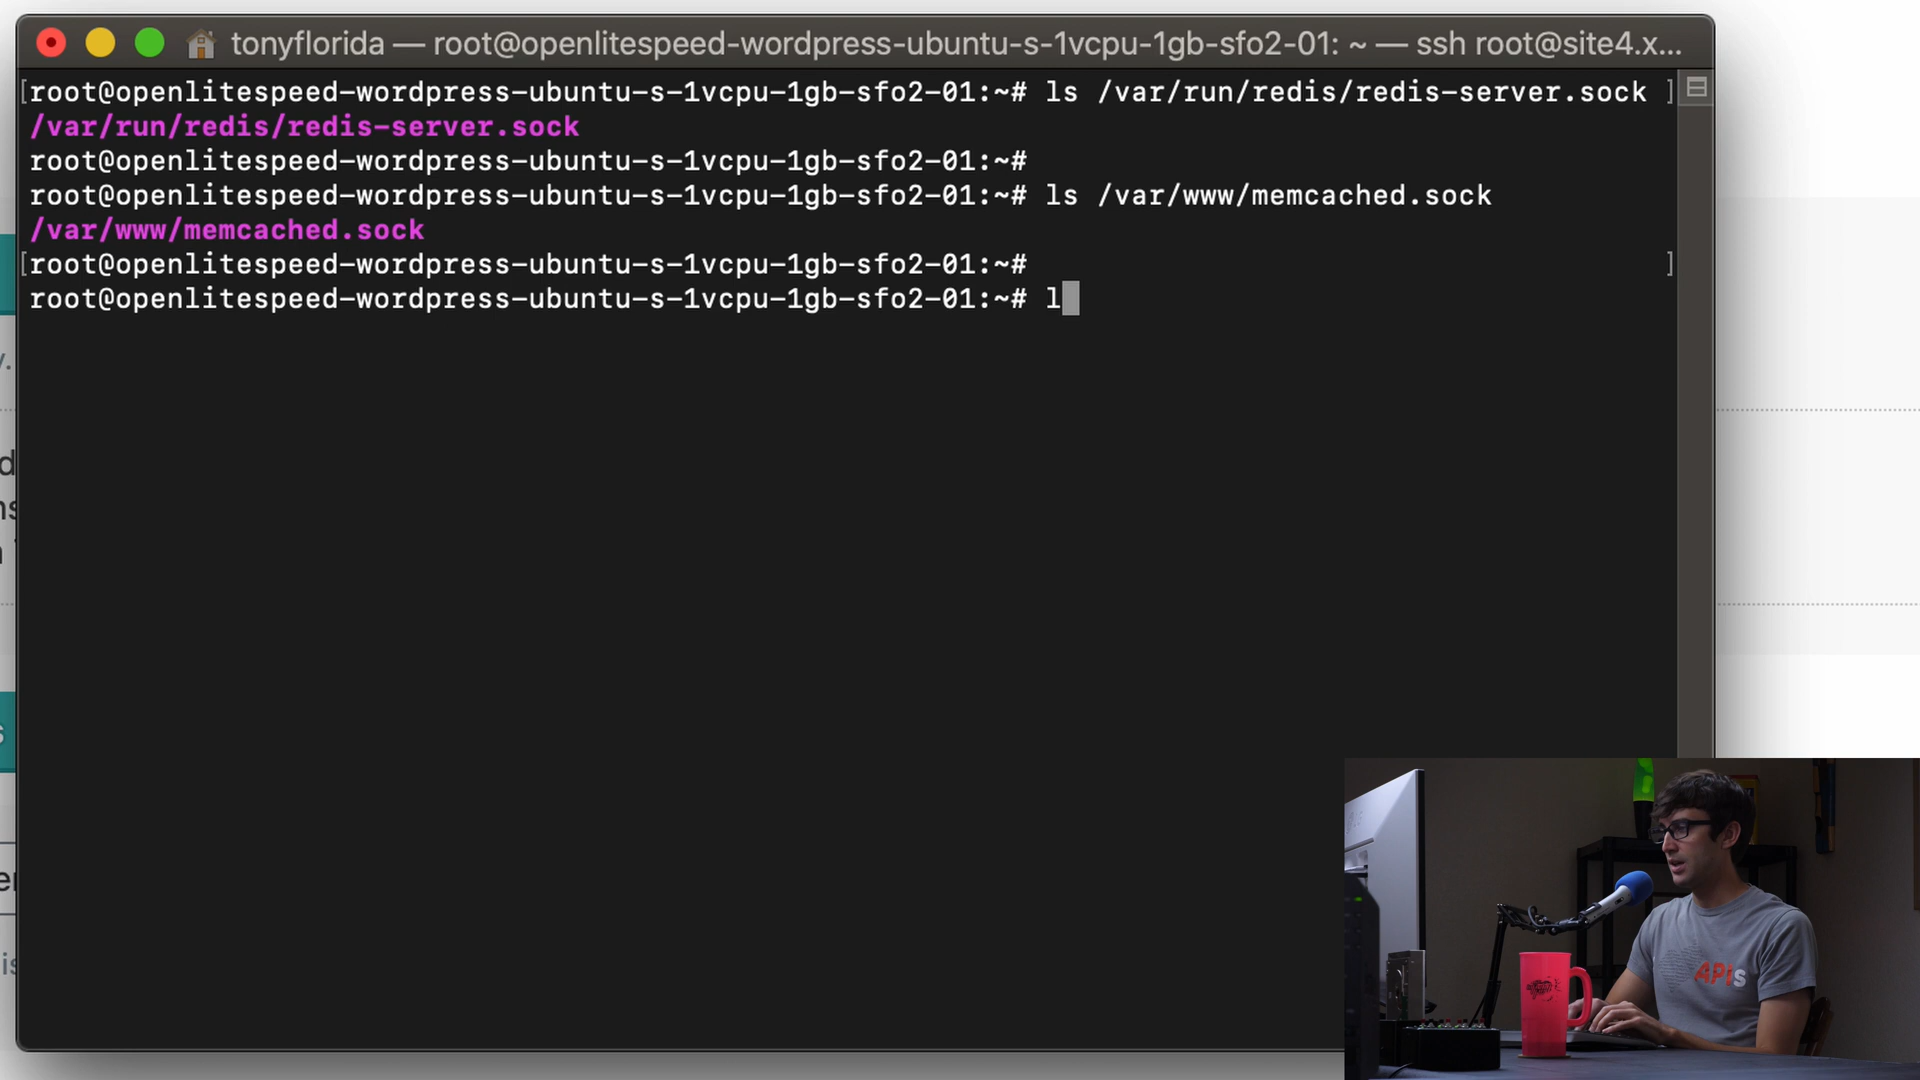 tonyflorida — root@openlitespeed-wordpress-ubuntu-s-1vcpu-1gb-sfo2-01: ~ — ssh root@site4.x...
[root@openlitespeed-wordpress-ubuntu-s-1vcpu-1gb-sfo2-01:~# ls /var/run/redis/redis-server.sock ]
/var/run/redis/redis-server.sock
root@openlitespeed-wordpress-ubuntu-s-1vcpu-1gb-sfo2-01:~#
root@openlitespeed-wordpress-ubuntu-s-1vcpu-1gb-sfo2-01:~# ls /var/www/memcached.sock
/var/www/memcached.sock
[root@openlitespeed-wordpress-ubuntu-s-1vcpu-1gb-sfo2-01:~# ]
root@openlitespeed-wordpress-ubuntu-s-1vcpu-1gb-sfo2-01:~# l
APIs